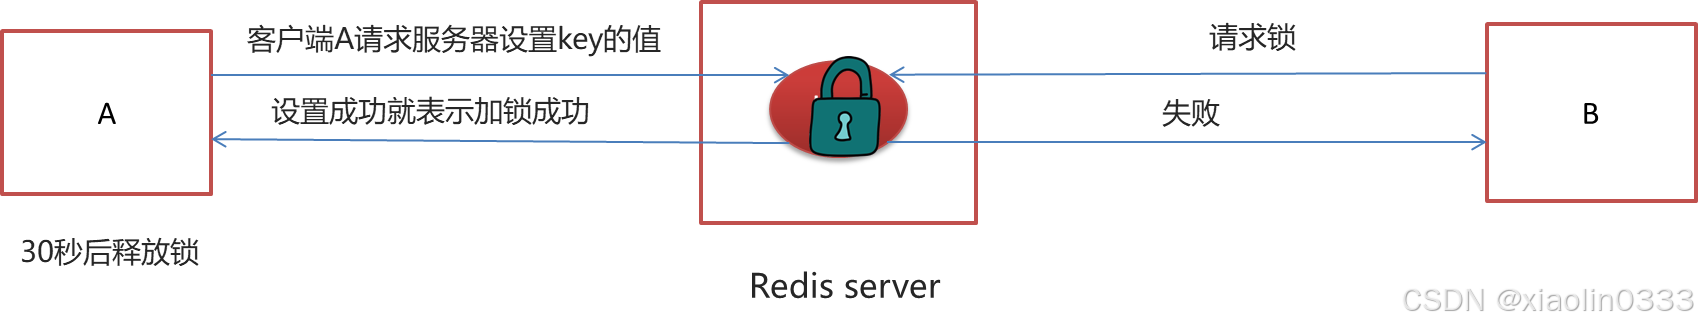 客户端A请求服务器设置key的值
请求锁
A
设置成功就表示加锁成功
失败
B
30秒后释放锁
Redis server
CSDN @xiaolin0333